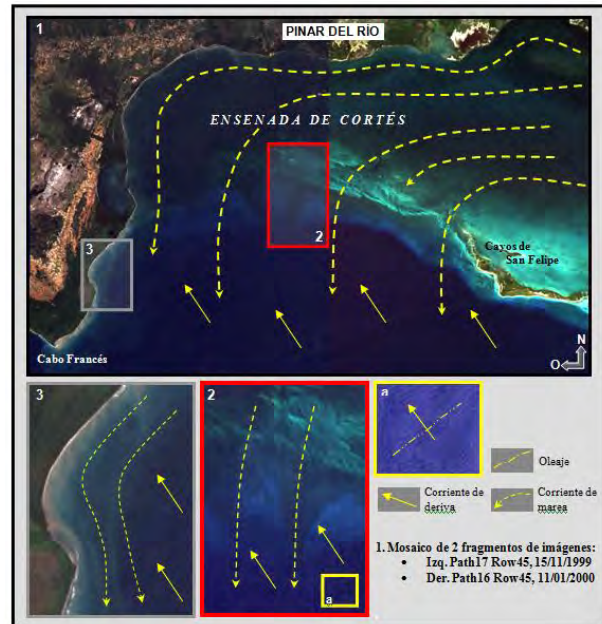 1
PINAR DEL RÍO
ENSENADA DE CORTÉS
2
3
Cayos de
San Felipe
Cabo Francés
N
O
3
2
a
a
Oleaje
Corriente de
deriva
Corriente de
marea
1. Mosaico de 2 fragmentos de imágenes:
• Izq. Path17 Row45, 15/11/1999
• Der. Path16 Row45, 11/01/2000